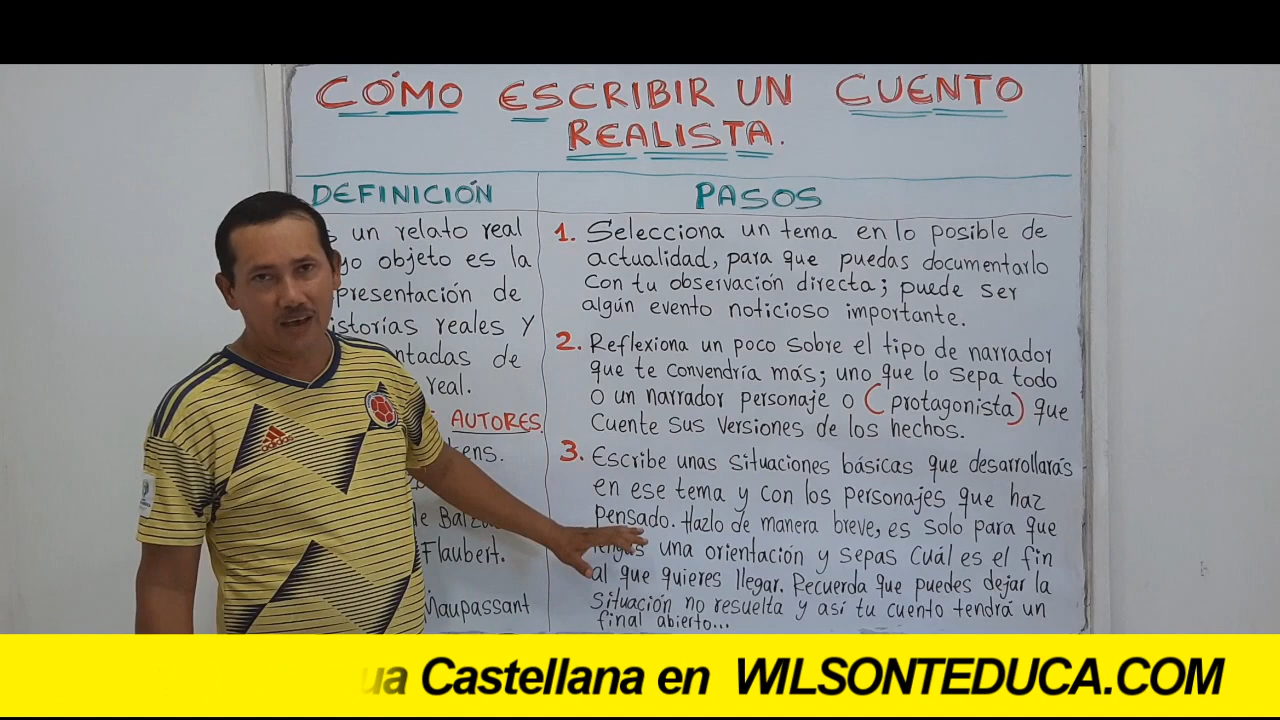 CÓMO ESCRIBIR UN CUENTO
REALISTA.
DEFINICIÓN
un relato real
objeto es la
presentación de
historias reales y
de
real.
AUTORES
de
Flaubert.
Maupassant
PASOS
1. Selecciona un tema en lo posible de
actualidad, para que puedas documentarlo
con tu observación directa; puede ser
algún evento noticioso importante.
2. Reflexiona un poco sobre el tipo de narrador
que te convendría más; uno que lo sepa todo
o un narrador personaje o (protagonista) que
cuente sus versiones de los hechos.
3. Escribe unas situaciones básicas que desarrollarás
en ese tema y con los personajes que haz
pensado. Hazlo de manera breve, es solo para que
tengas una orientación y sepas cuál es el fin
al que quieres llegar. Recuerda que puedes dejar la
situación no resuelta y así tu cuento tendrá un
final abierto...
Castellana en WILSONTEDUCA.COM